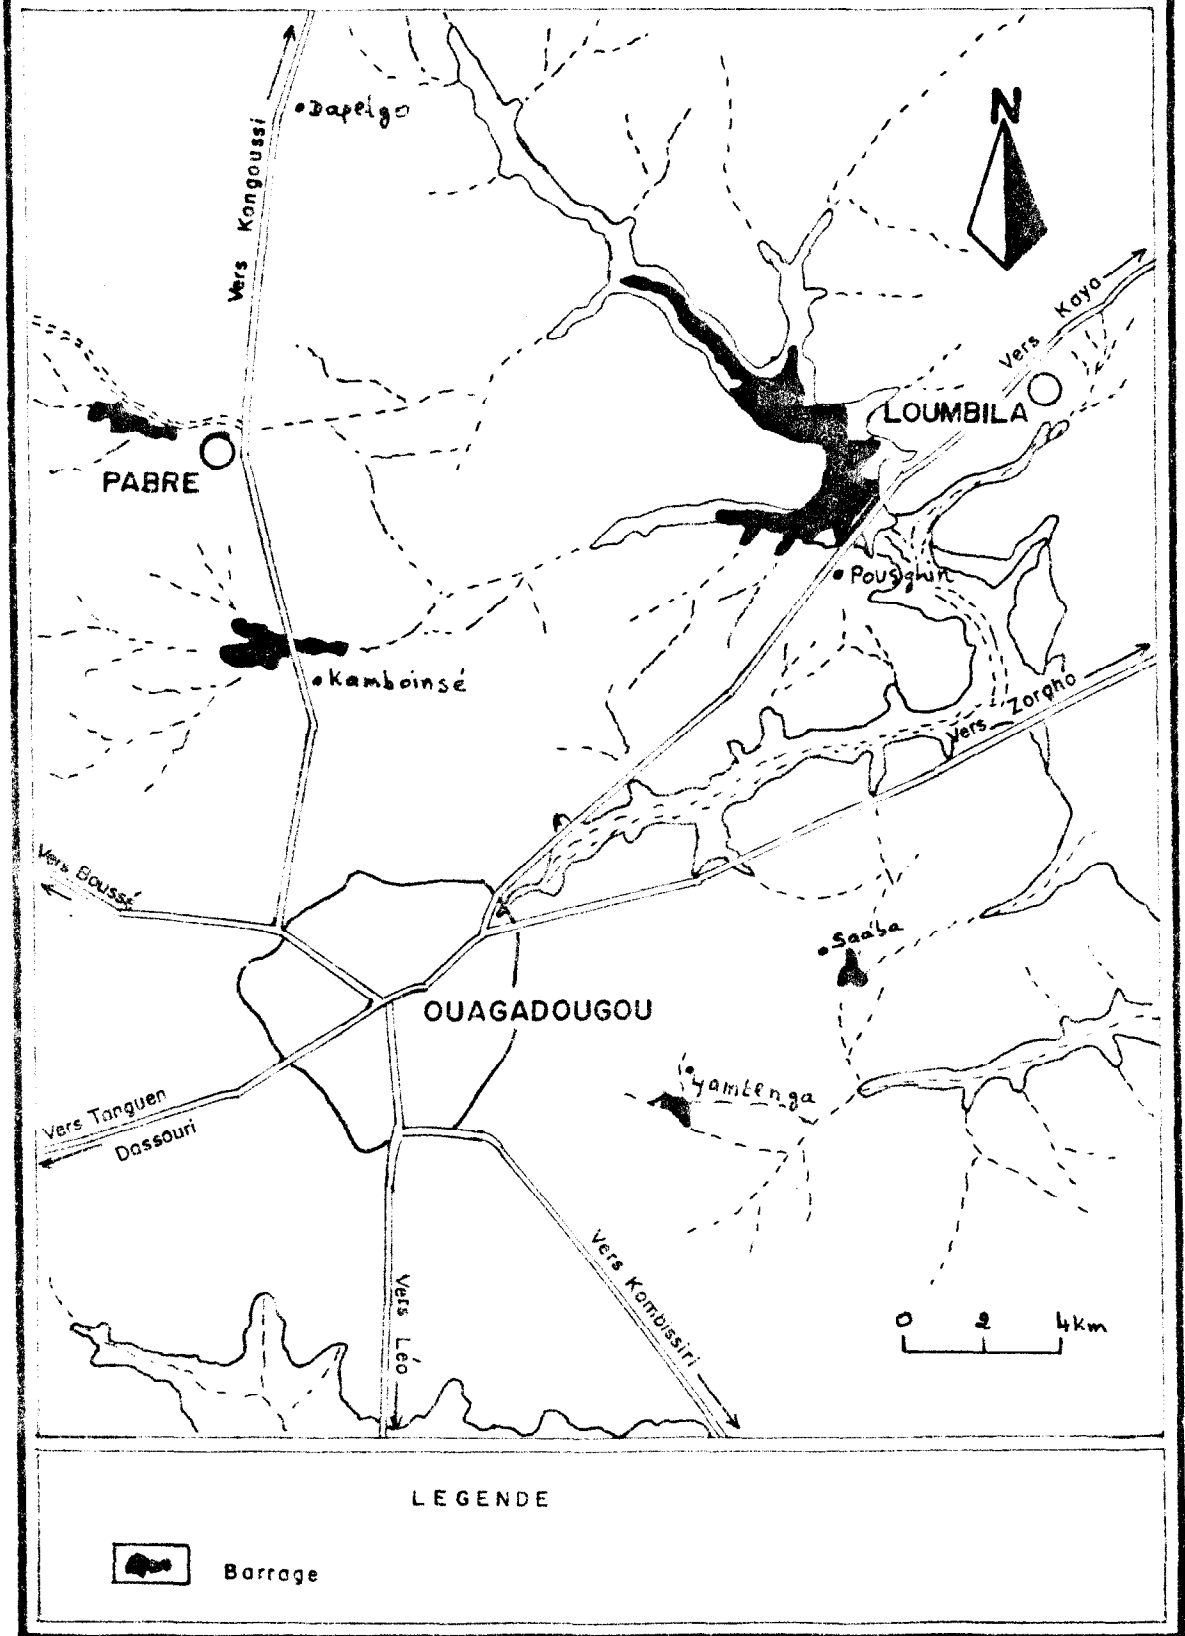 Dapelgo
N
Vers Kongoussi
Vers Kaya
LOUMBILA
PABRE
Pousghin
Kamboinsé
Vers Zorgho
Vers Boussé
Saaba
OUAGADOUGOU
Yamtenga
Vers Tanguen
Dassouri
Vers Kombissiri
Vers Léo
0 2 4Km
LEGENDE
Barrage